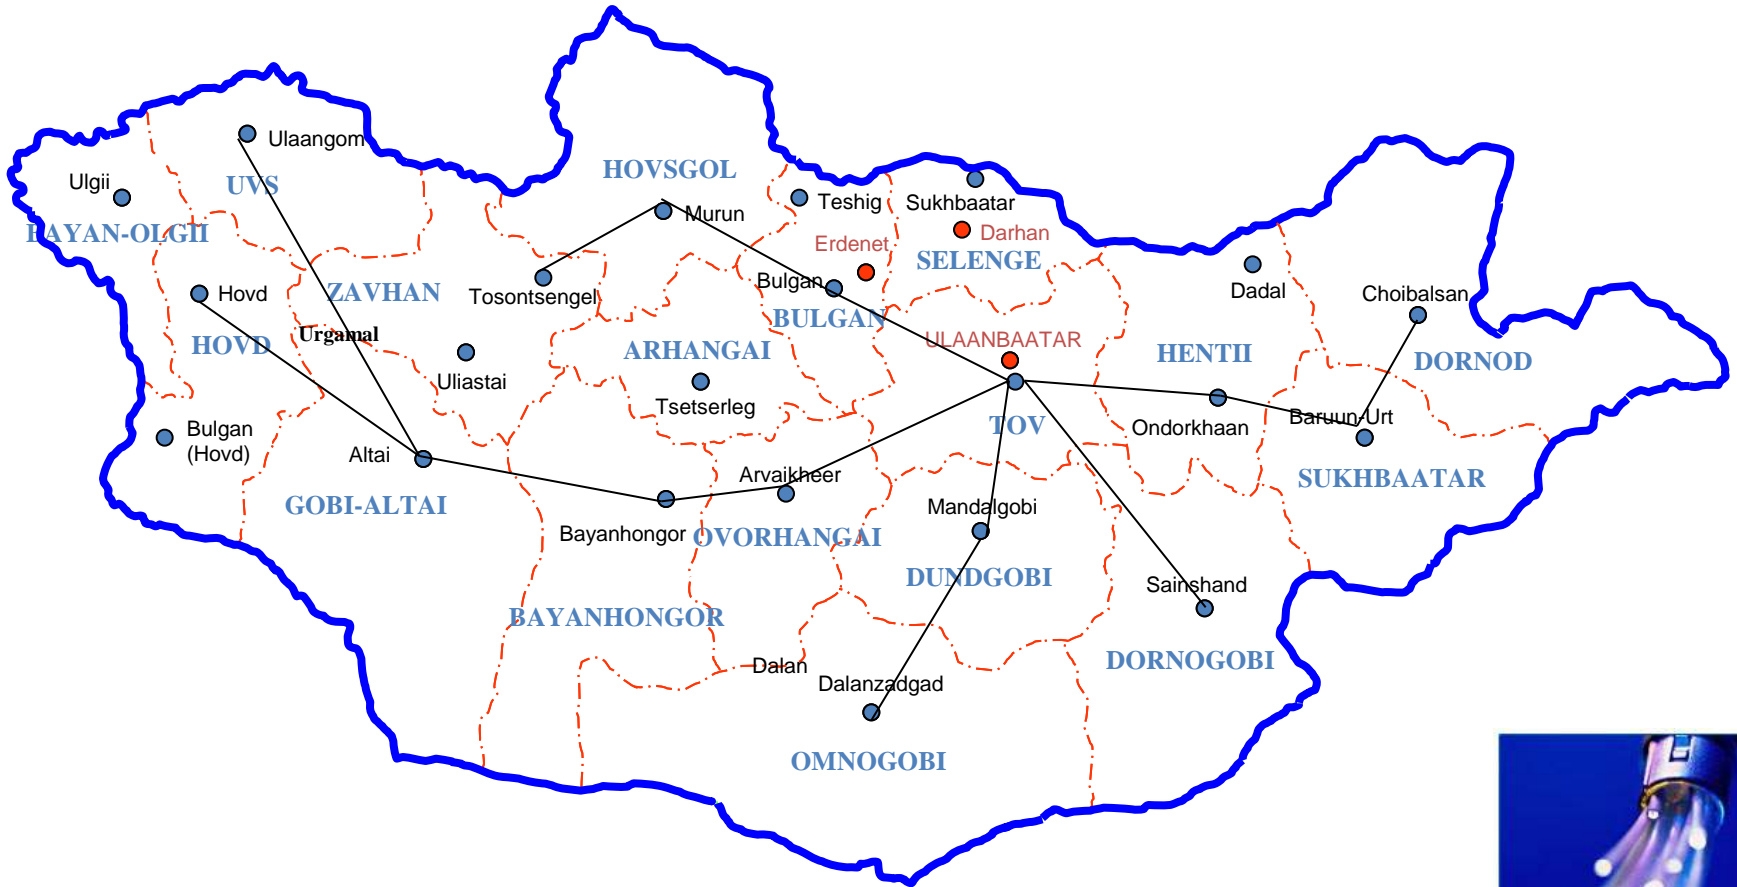 Ulaangom
HOVSGOL
Ulgii
UVS
Murun
Teshig
Sukhbaatar
BAYAN-OLGII
Erdenet
Darhan
SELENGE
Hovd
ZAVHAN
Tosontsengel
Bulgan
Dadal
Choibalsan
BULGAN
Urgamal
HOVD
ARHANGAI
ULAANBAATAR
HENTII
DORNOD
Uliastai
Tsetserleg
TOV
Ondorkhaan
Baruun-Urt
Bulgan
(Hovd)
Altai
Arvaikheer
SUKHBAATAR
GOBI-ALTAI
Mandalgobi
Bayanhongor
OVORHANGAI
DUNDGOBI
Sainshand
BAYANHONGOR
Dalan
DORNOGOBI
Dalanzadgad
OMNOGOBI